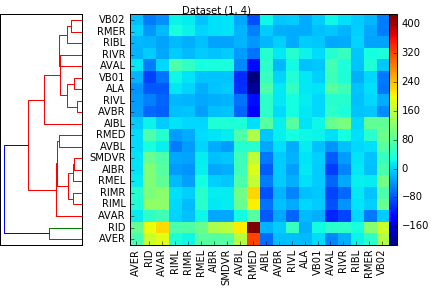 Dataset (1, 4)
VB02
RMER
RIBL
RIVR
AVAL
VB01
ALA
RIVL
AVBR
AIBL
RMED
AVBL
SMDVR
AIBR
RMEL
RIMR
RIML
AVAR
RID
AVER
400
320
240
160
80
0
−80
−160
AVER
RID
AVAR
RIML
RIMR
RMEL
AIBR
SMDVR
AVBL
RMED
AIBL
AVBR
RIVL
ALA
VB01
AVAL
RIVR
RIBL
RMER
VB02